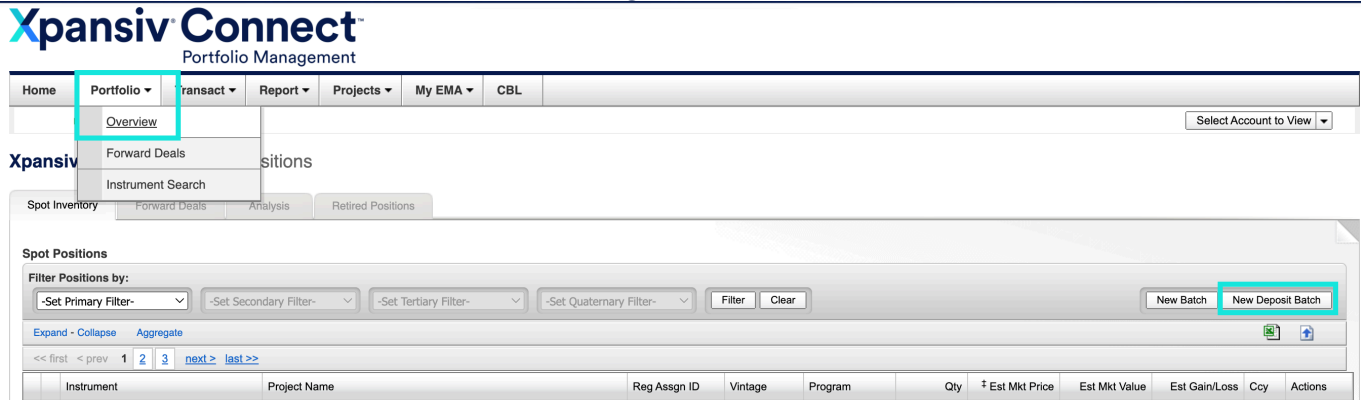 Xpansiv Connect™
Portfolio Management
Home Portfolio Transact Report Projects My EMA CBL
Overview
Select Account to View
Forward Deals
Xpansiv sitions
Instrument Search
Spot Inventory Forward Deals Analysis Retired Positions
Spot Positions
Filter Positions by:
-Set Primary Filter- -Set Secondary Filter- -Set Tertiary Filter- -Set Quaternary Filter- Filter Clear New Batch New Deposit Batch
Expand - Collapse Aggregate
<< first < prev 1 2 3 next > last >>
Instrument Project Name Reg Assgn ID Vintage Program Qty ‡ Est Mkt Price Est Mkt Value Est Gain/Loss Ccy Actions